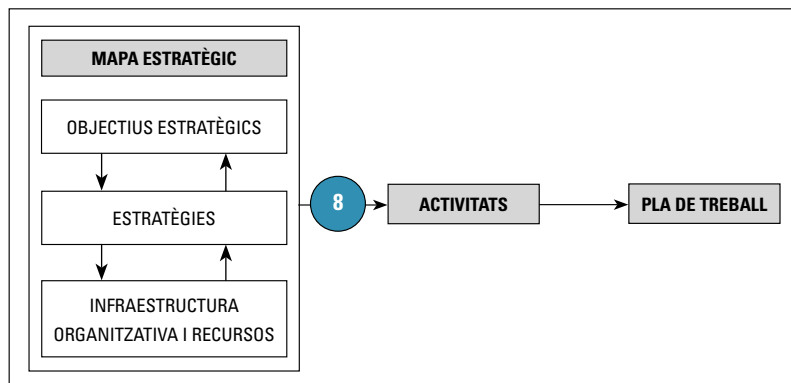 MAPA ESTRATÈGIC
OBJECTIUS ESTRATÈGICS
ESTRATÈGIES
INFRAESTRUCTURA
ORGANITZATIVA I RECURSOS
8
ACTIVITATS
PLA DE TREBALL